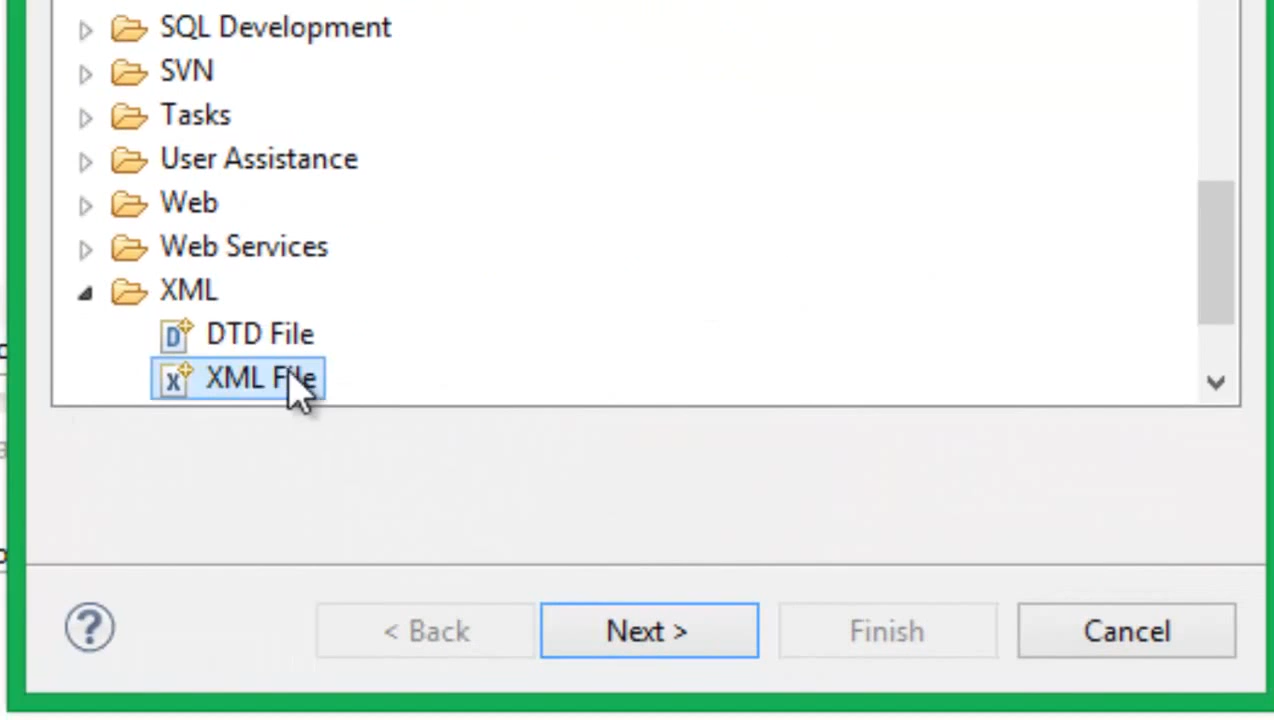 SQL Development
SVN
Tasks
User Assistance
Web
Web Services
XML
DTD File
XML File
< Back Next > Finish Cancel